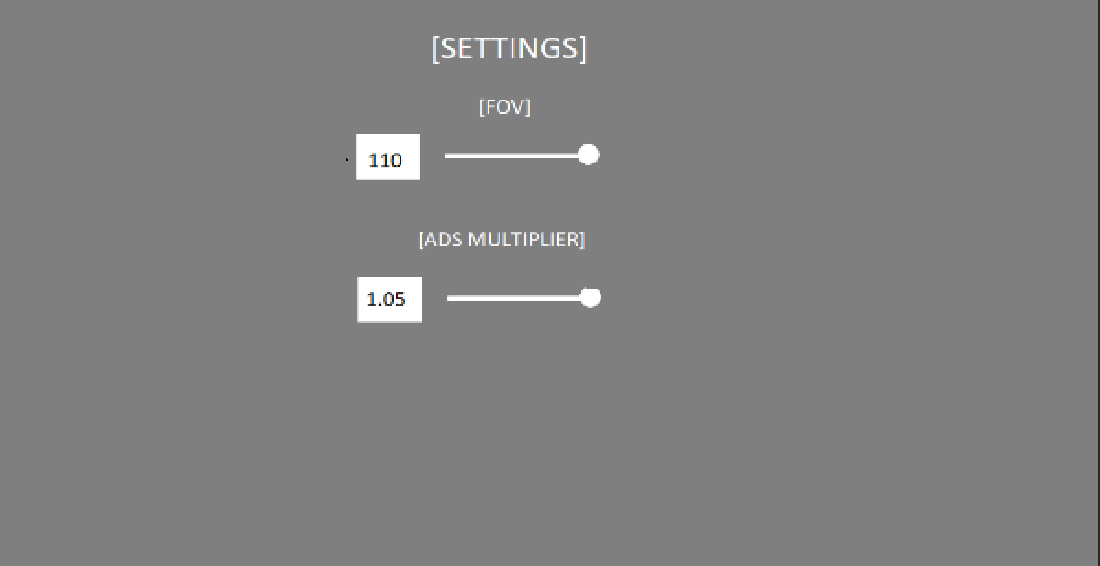 [SETTINGS]
[FOV]
110
[ADS MULTIPLIER]
1.05